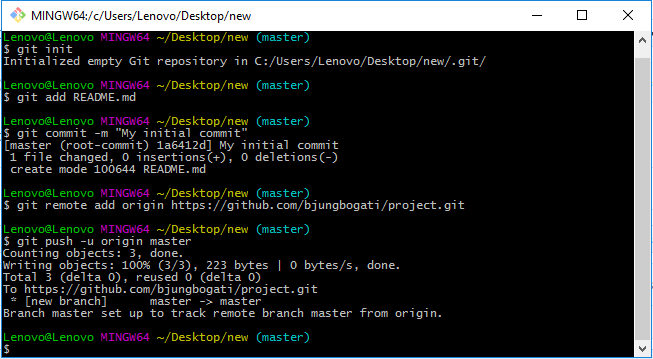 MINGW64:/c/Users/Lenovo/Desktop/new
Lenovo@Lenovo MINGW64 ~/Desktop/new (master)
$ git init
Initialized empty Git repository in C:/Users/Lenovo/Desktop/new/.git/
Lenovo@Lenovo MINGW64 ~/Desktop/new (master)
$ git add README.md
Lenovo@Lenovo MINGW64 ~/Desktop/new (master)
$ git commit -m "My initial commit"
[master (root-commit) 1a6412d] My initial commit
1 file changed, 0 insertions(+), 0 deletions(-)
create mode 100644 README.md
Lenovo@Lenovo MINGW64 ~/Desktop/new (master)
$ git remote add origin https://github.com/bjungbogati/project.git
Lenovo@Lenovo MINGW64 ~/Desktop/new (master)
$ git push -u origin master
Counting objects: 3, done.
Writing objects: 100% (3/3), 223 bytes | 0 bytes/s, done.
Total 3 (delta 0), reused 0 (delta 0)
To https://github.com/bjungbogati/project.git
* [new branch]      master -> master
Branch master set up to track remote branch master from origin.
Lenovo@Lenovo MINGW64 ~/Desktop/new (master)
$